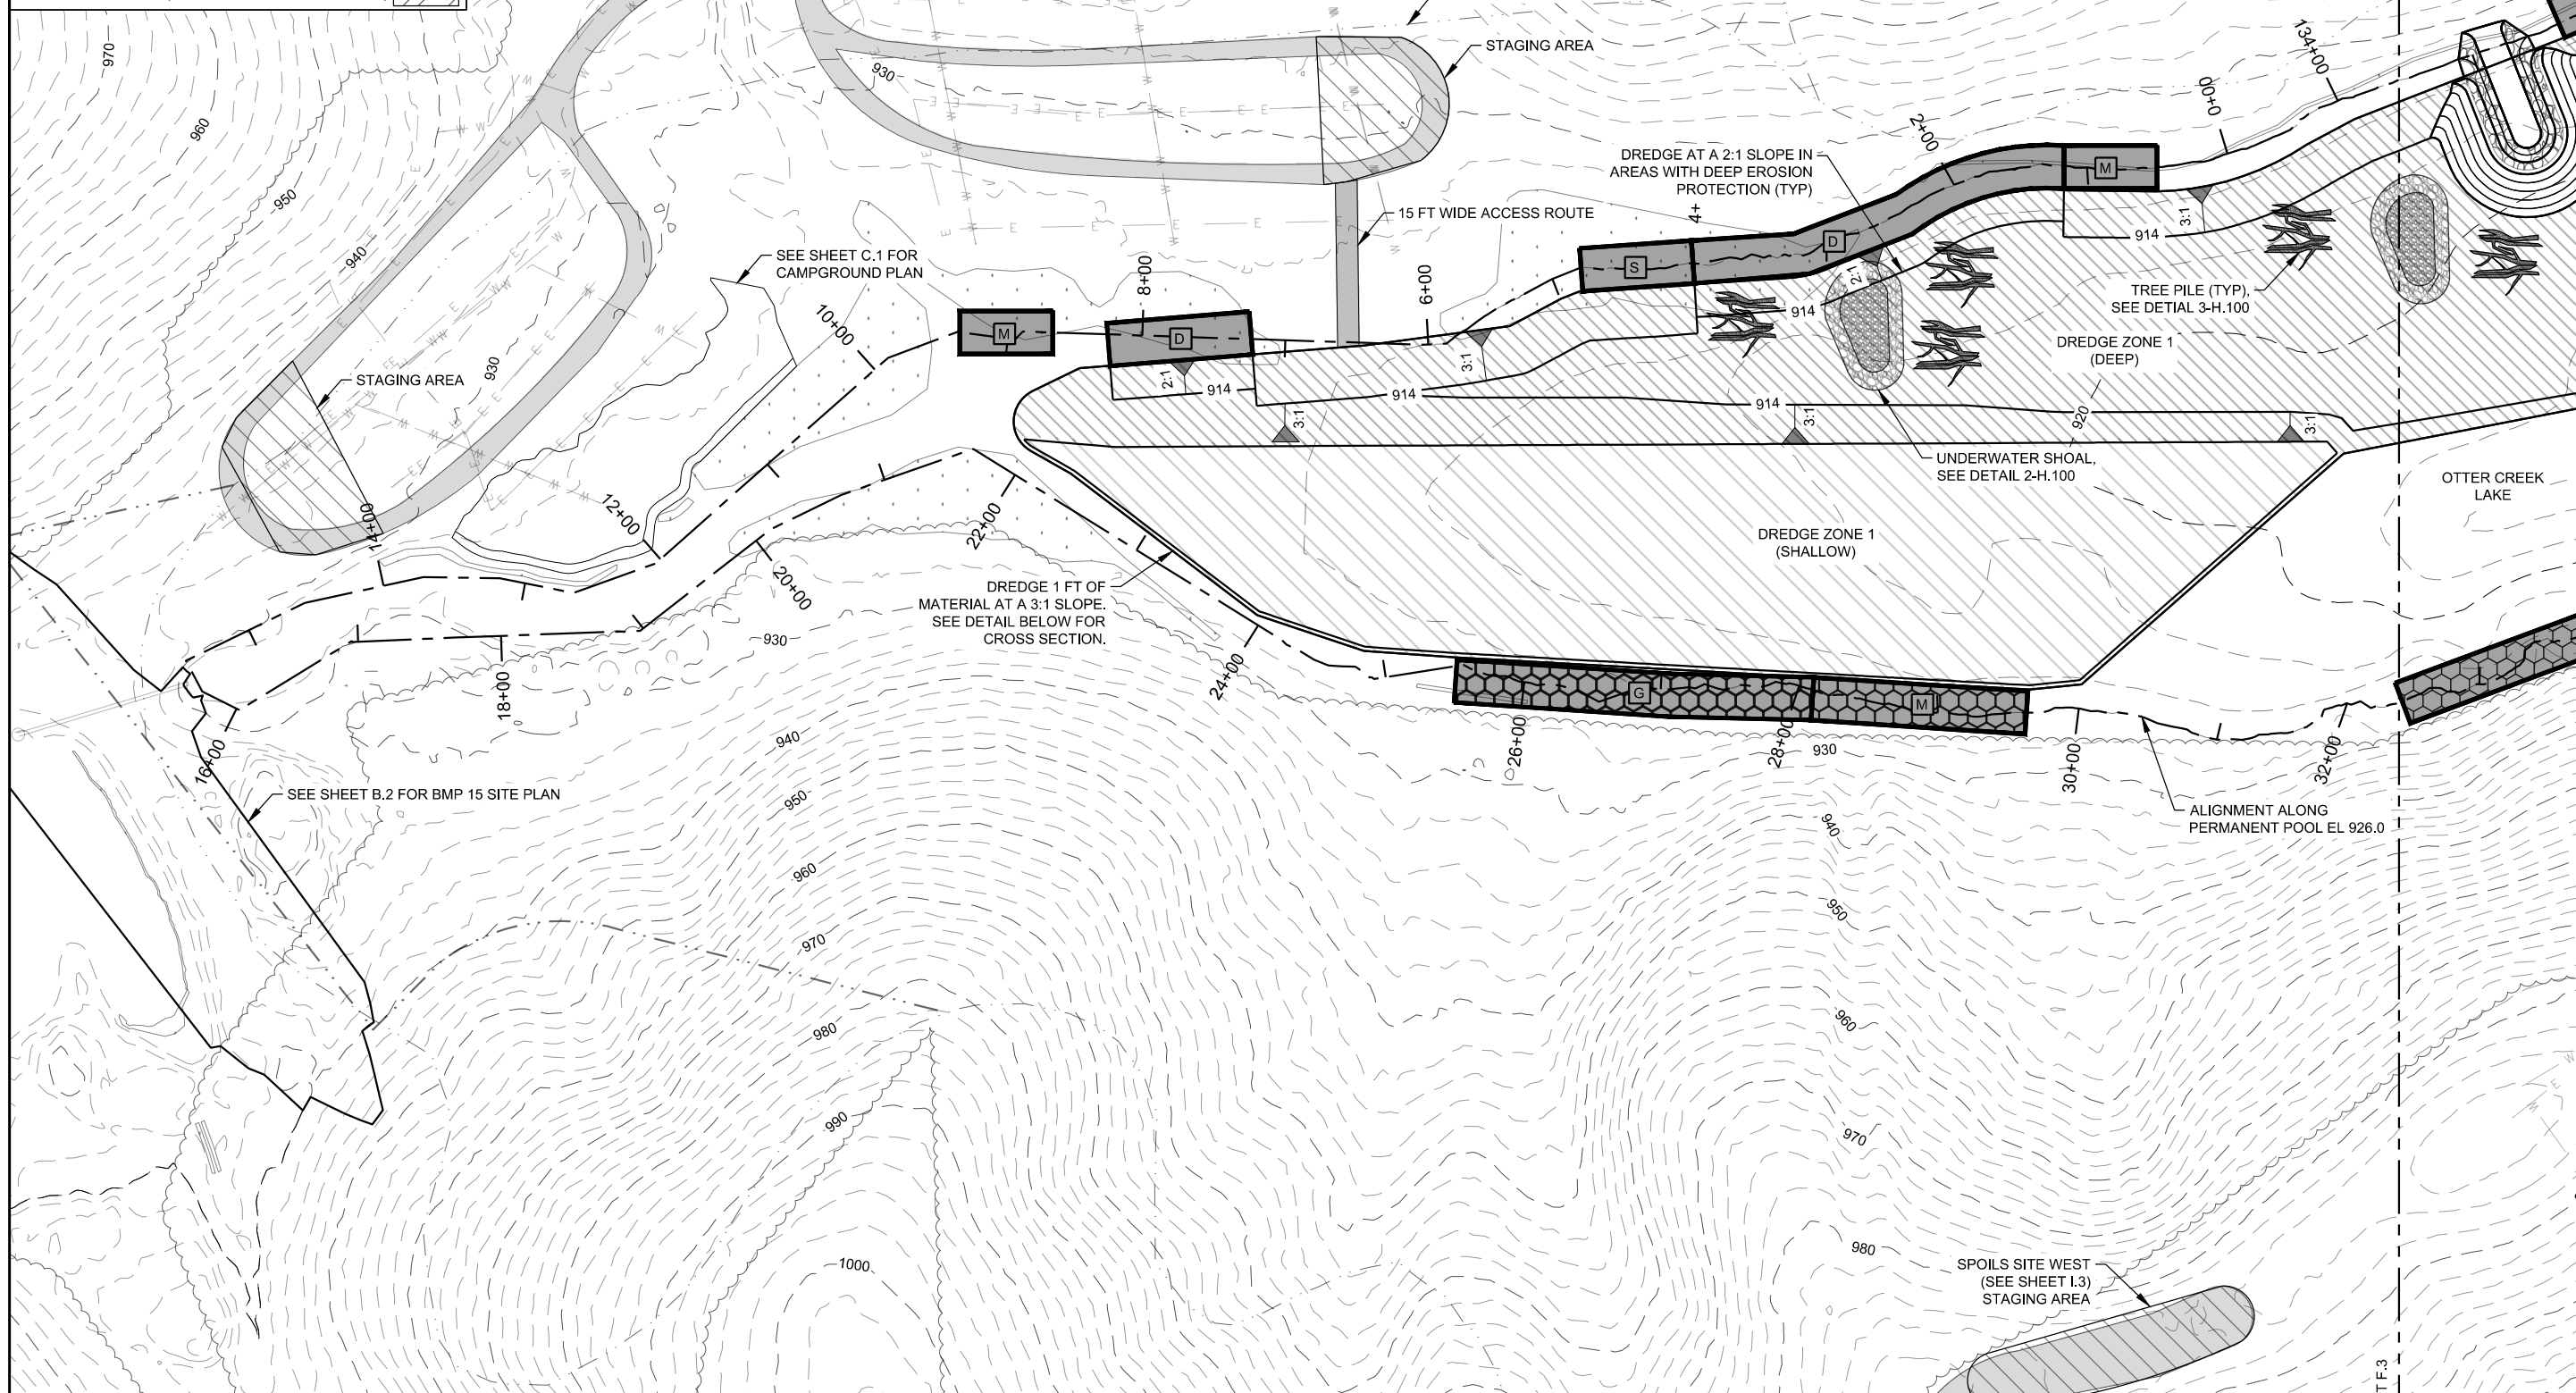 970
960
950
940
930
STAGING AREA
930
STAGING AREA
15 FT WIDE ACCESS ROUTE
SEE SHEET C.1 FOR
CAMPGROUND PLAN
DREDGE AT A 2:1 SLOPE IN
AREAS WITH DEEP EROSION
PROTECTION (TYP)
134+00
0+00
2+00
4+
6+00
8+00
10+00
12+00
14+00
16+00
18+00
20+00
22+00
24+00
26+00
28+00
30+00
32+00
M
D
S
D
M
3:1
914
2:1
914
3:1
914
2:1
914
3:1
914
3:1
920
3:1
TREE PILE (TYP),
SEE DETIAL 3-H.100
DREDGE ZONE 1
(DEEP)
UNDERWATER SHOAL,
SEE DETAIL 2-H.100
OTTER CREEK
LAKE
DREDGE ZONE 1
(SHALLOW)
DREDGE 1 FT OF
MATERIAL AT A 3:1 SLOPE.
SEE DETAIL BELOW FOR
CROSS SECTION.
G
M
ALIGNMENT ALONG
PERMANENT POOL EL 926.0
SEE SHEET B.2 FOR BMP 15 SITE PLAN
930
940
950
960
970
980
990
1000
930
940
950
960
970
980
SPOILS SITE WEST
(SEE SHEET I.3)
STAGING AREA
T F.3